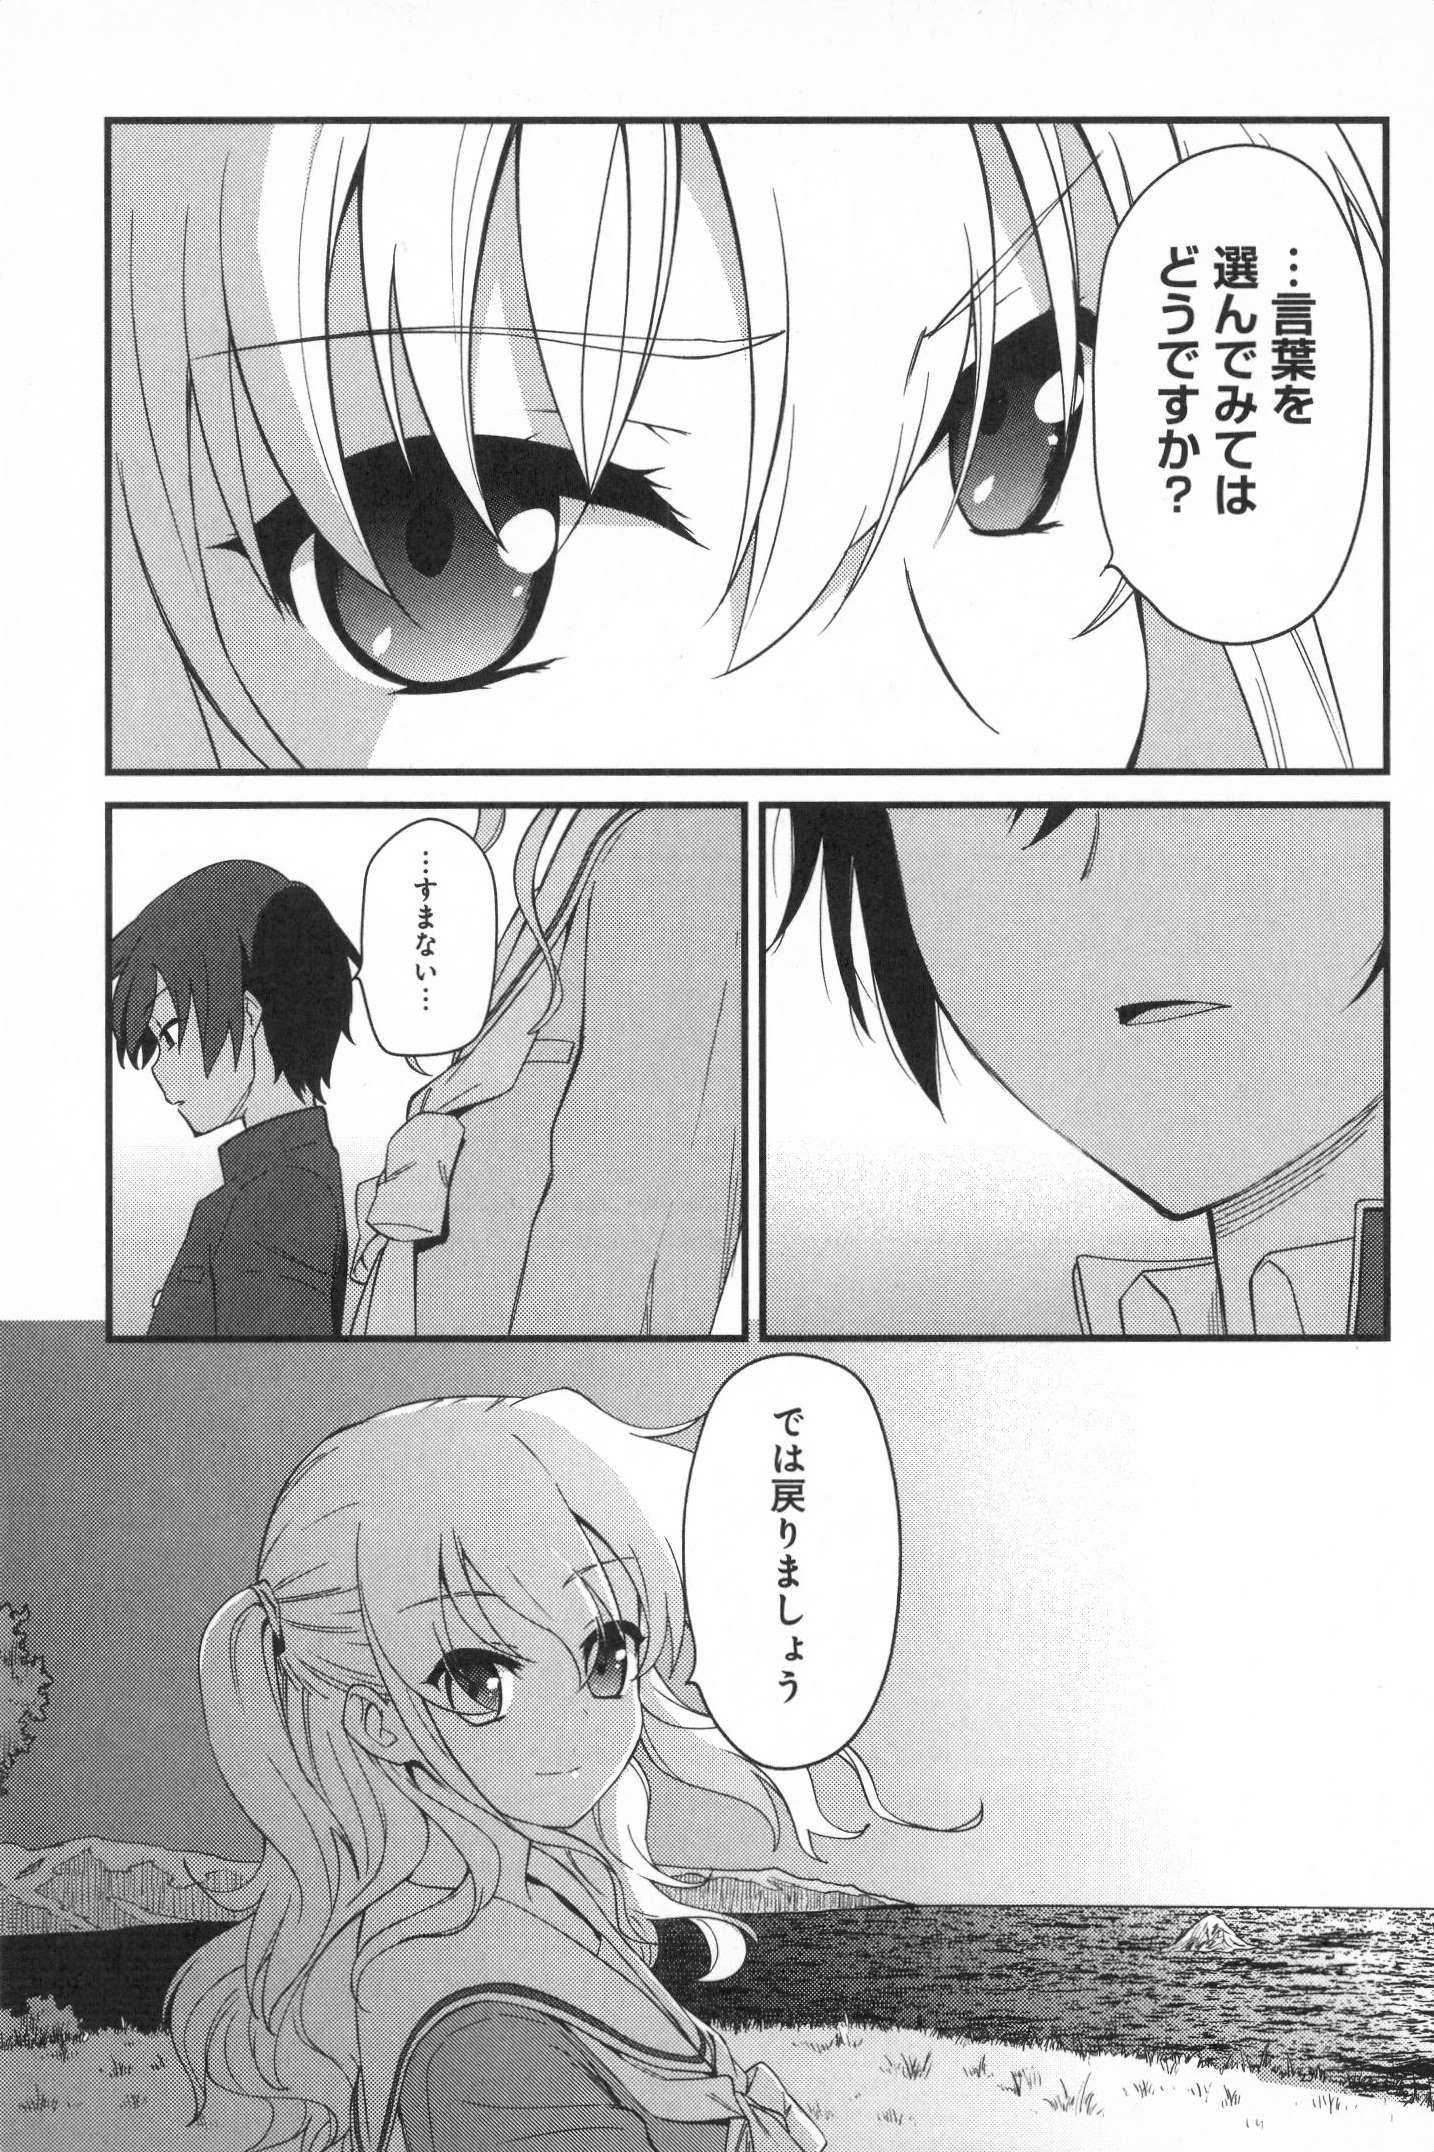 …言葉を
選んでみては
どうですか？
…すまない…
では戻りましょう